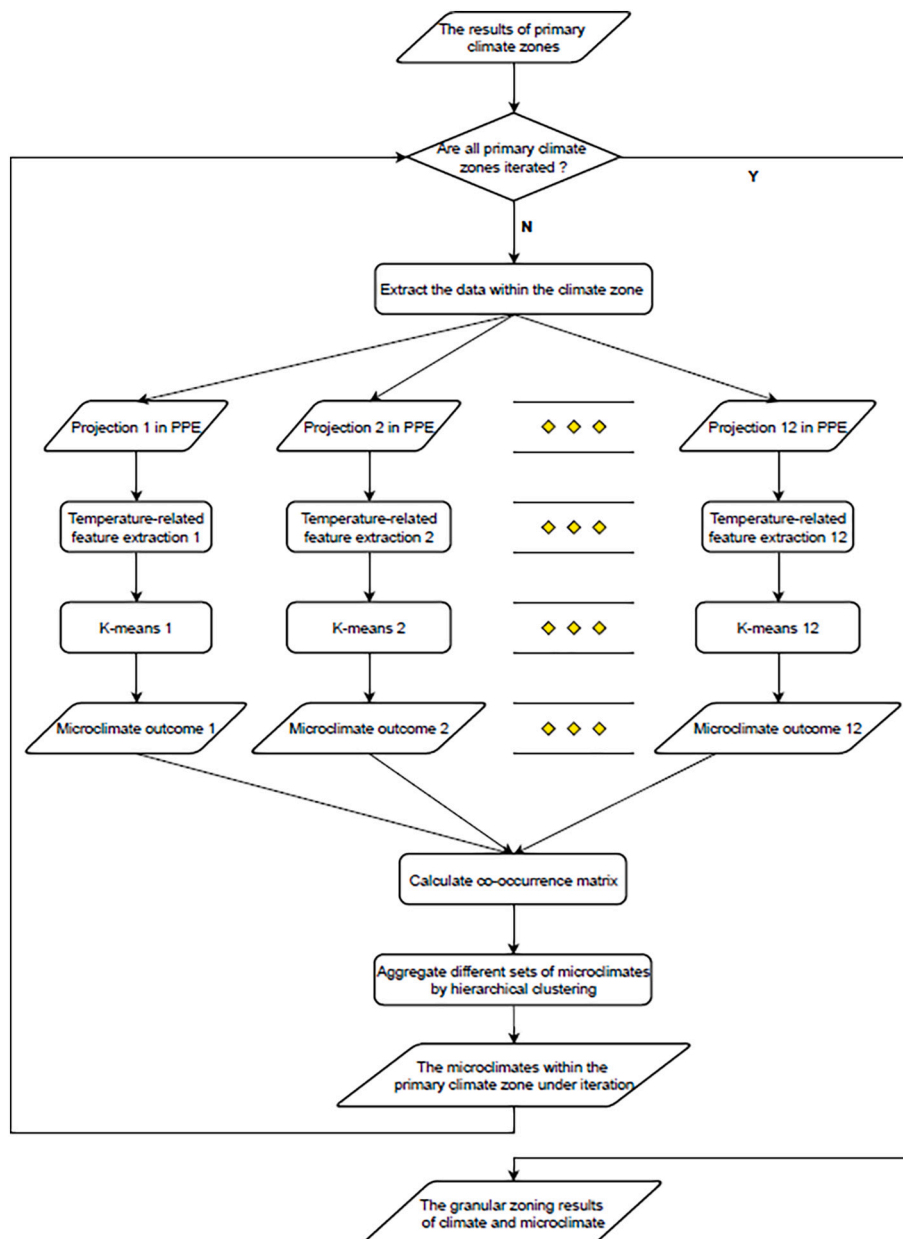 The results of primary
climate zones
Are all primary climate
zones iterated ?
Y
N
Extract the data within the climate zone
Projection 1 in PPE
Projection 2 in PPE
Projection 12 in PPE
Temperature-related
feature extraction 1
Temperature-related
feature extraction 2
Temperature-related
feature extraction 12
K-means 1
K-means 2
K-means 12
Microclimate outcome 1
Microclimate outcome 2
Microclimate outcome 12
Calculate co-occurrence matrix
Aggregate different sets of microclimates
by hierarchical clustering
The microclimates within the
primary climate zone under iteration
The granular zoning results
of climate and microclimate